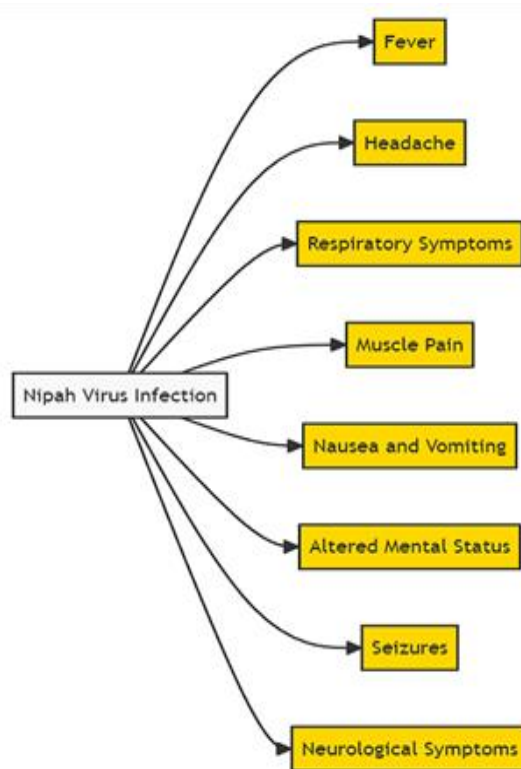 Fever
Headache
Respiratory Symptoms
Muscle Pain
Nipah Virus Infection
Nausea and Vomiting
Altered Mental Status
Seizures
Neurological Symptoms